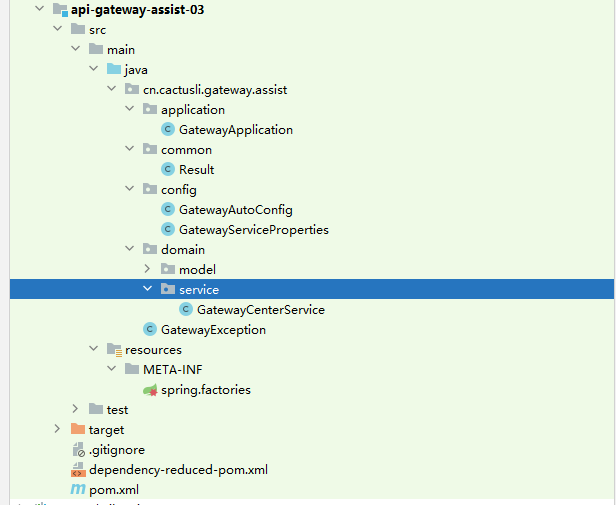 api-gateway-assist-03
src
main
java
cn.cactusli.gateway.assist
application
GatewayApplication
common
Result
config
GatewayAutoConfig
GatewayServiceProperties
domain
model
service
GatewayCenterService
GatewayException
resources
META-INF
spring.factories
test
target
.gitignore
dependency-reduced-pom.xml
pom.xml